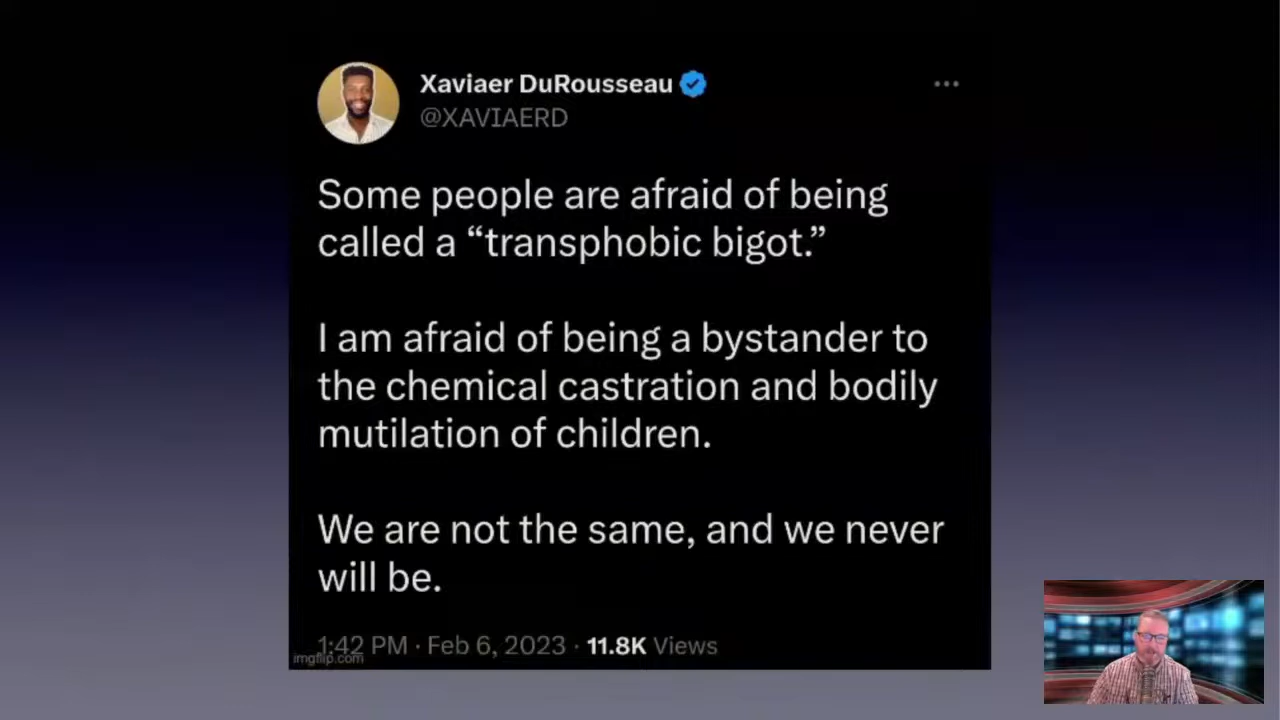 Xaviaer DuRousseau
@XAVIAERD
Some people are afraid of being
called a “transphobic bigot.”
I am afraid of being a bystander to
the chemical castration and bodily
mutilation of children.
We are not the same, and we never
will be.
1:42 PM · Feb 6, 2023 · 11.8K Views
imgflip.com